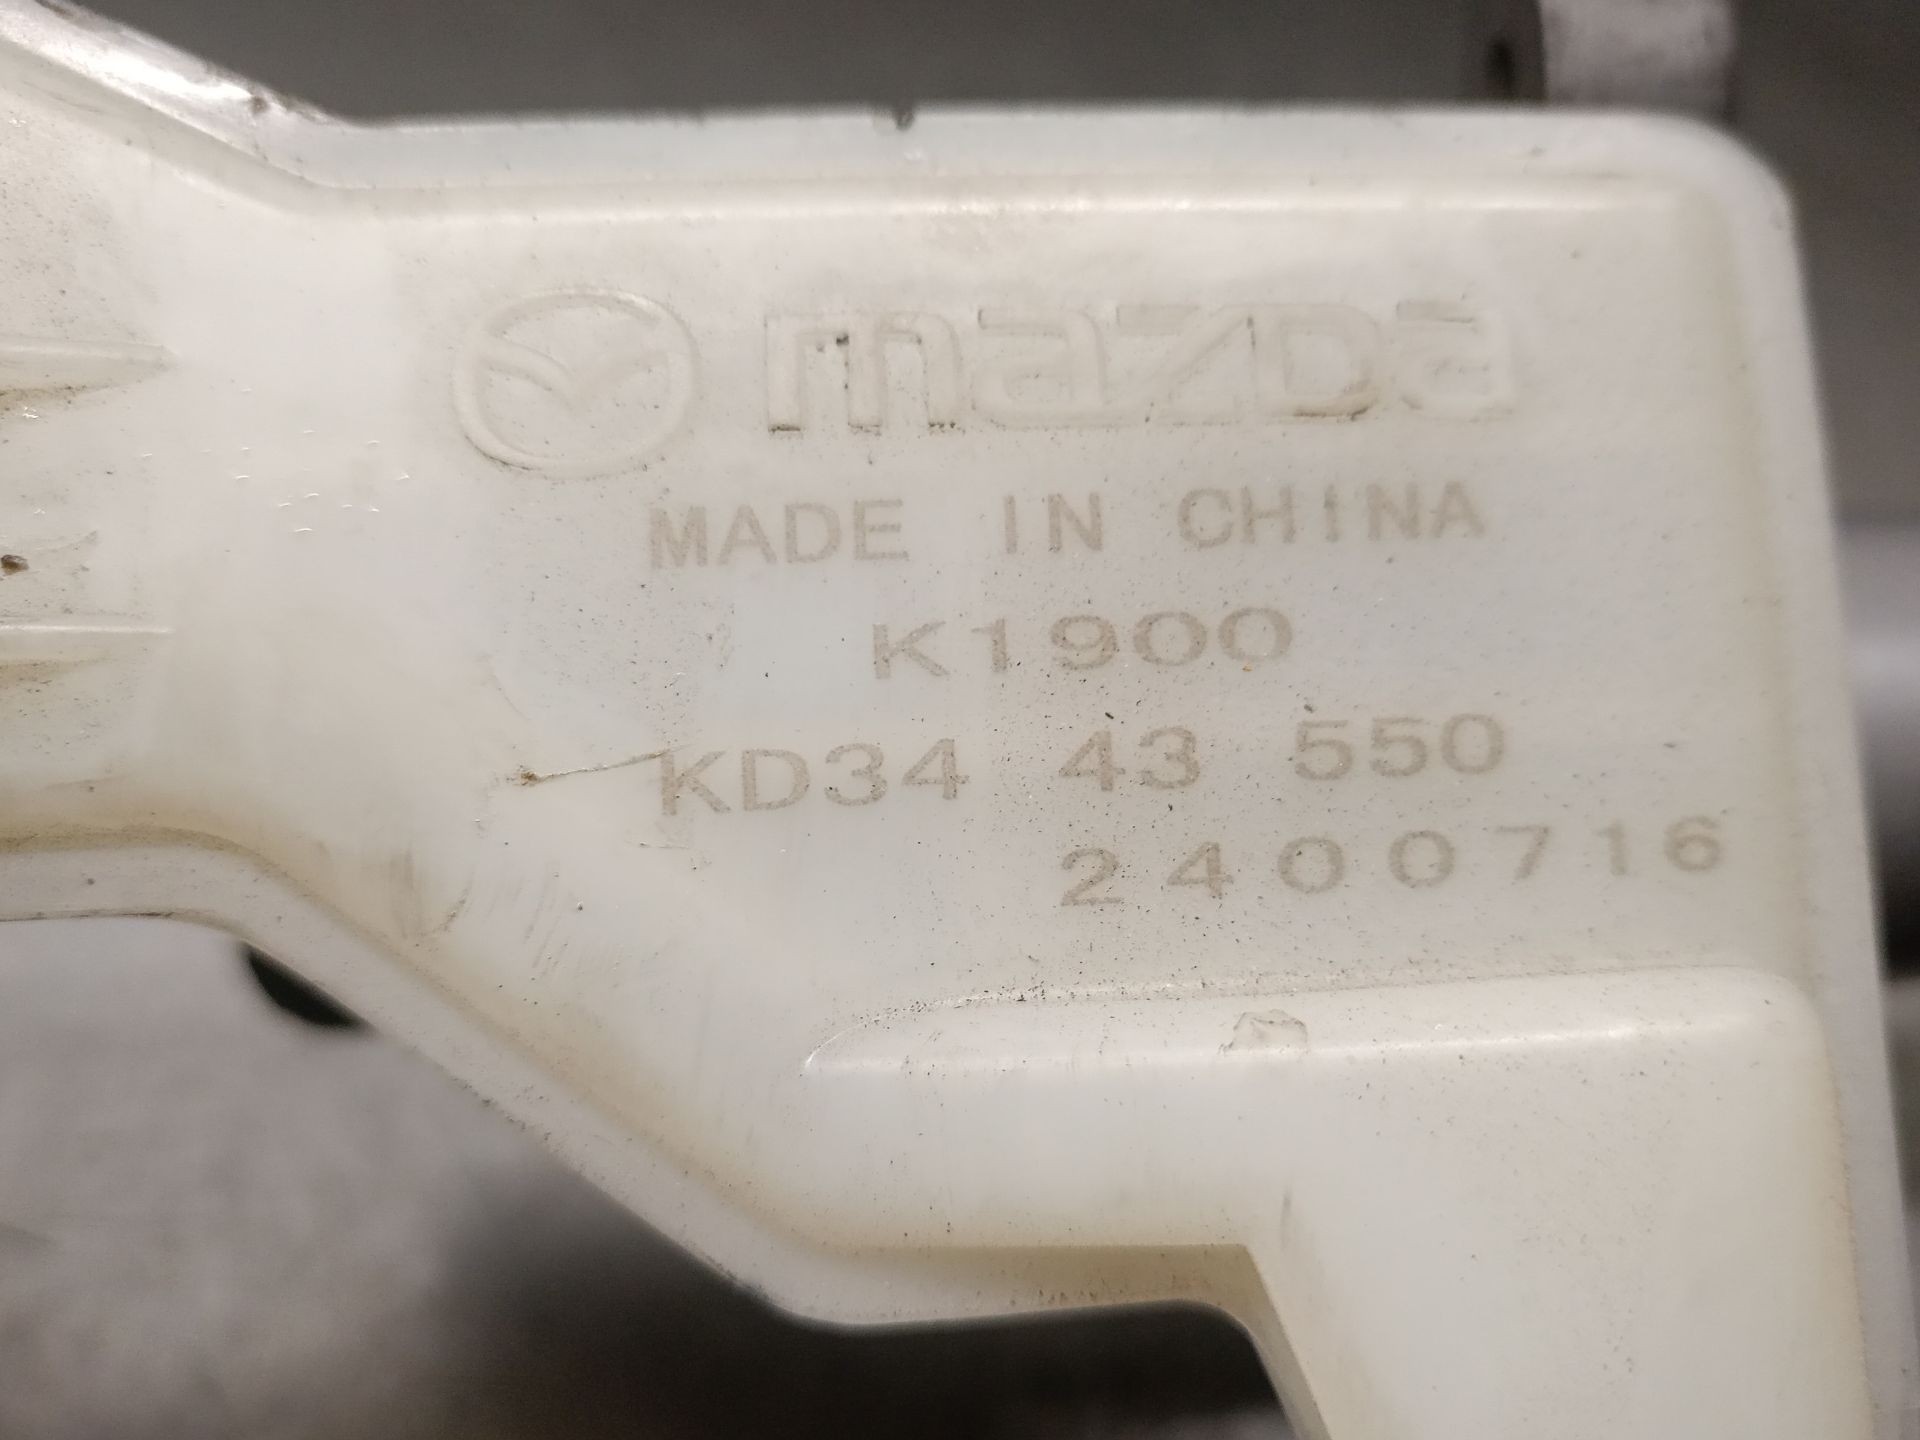 mazda
MADE IN CHINA
K1900
KD34 43 550
2400716